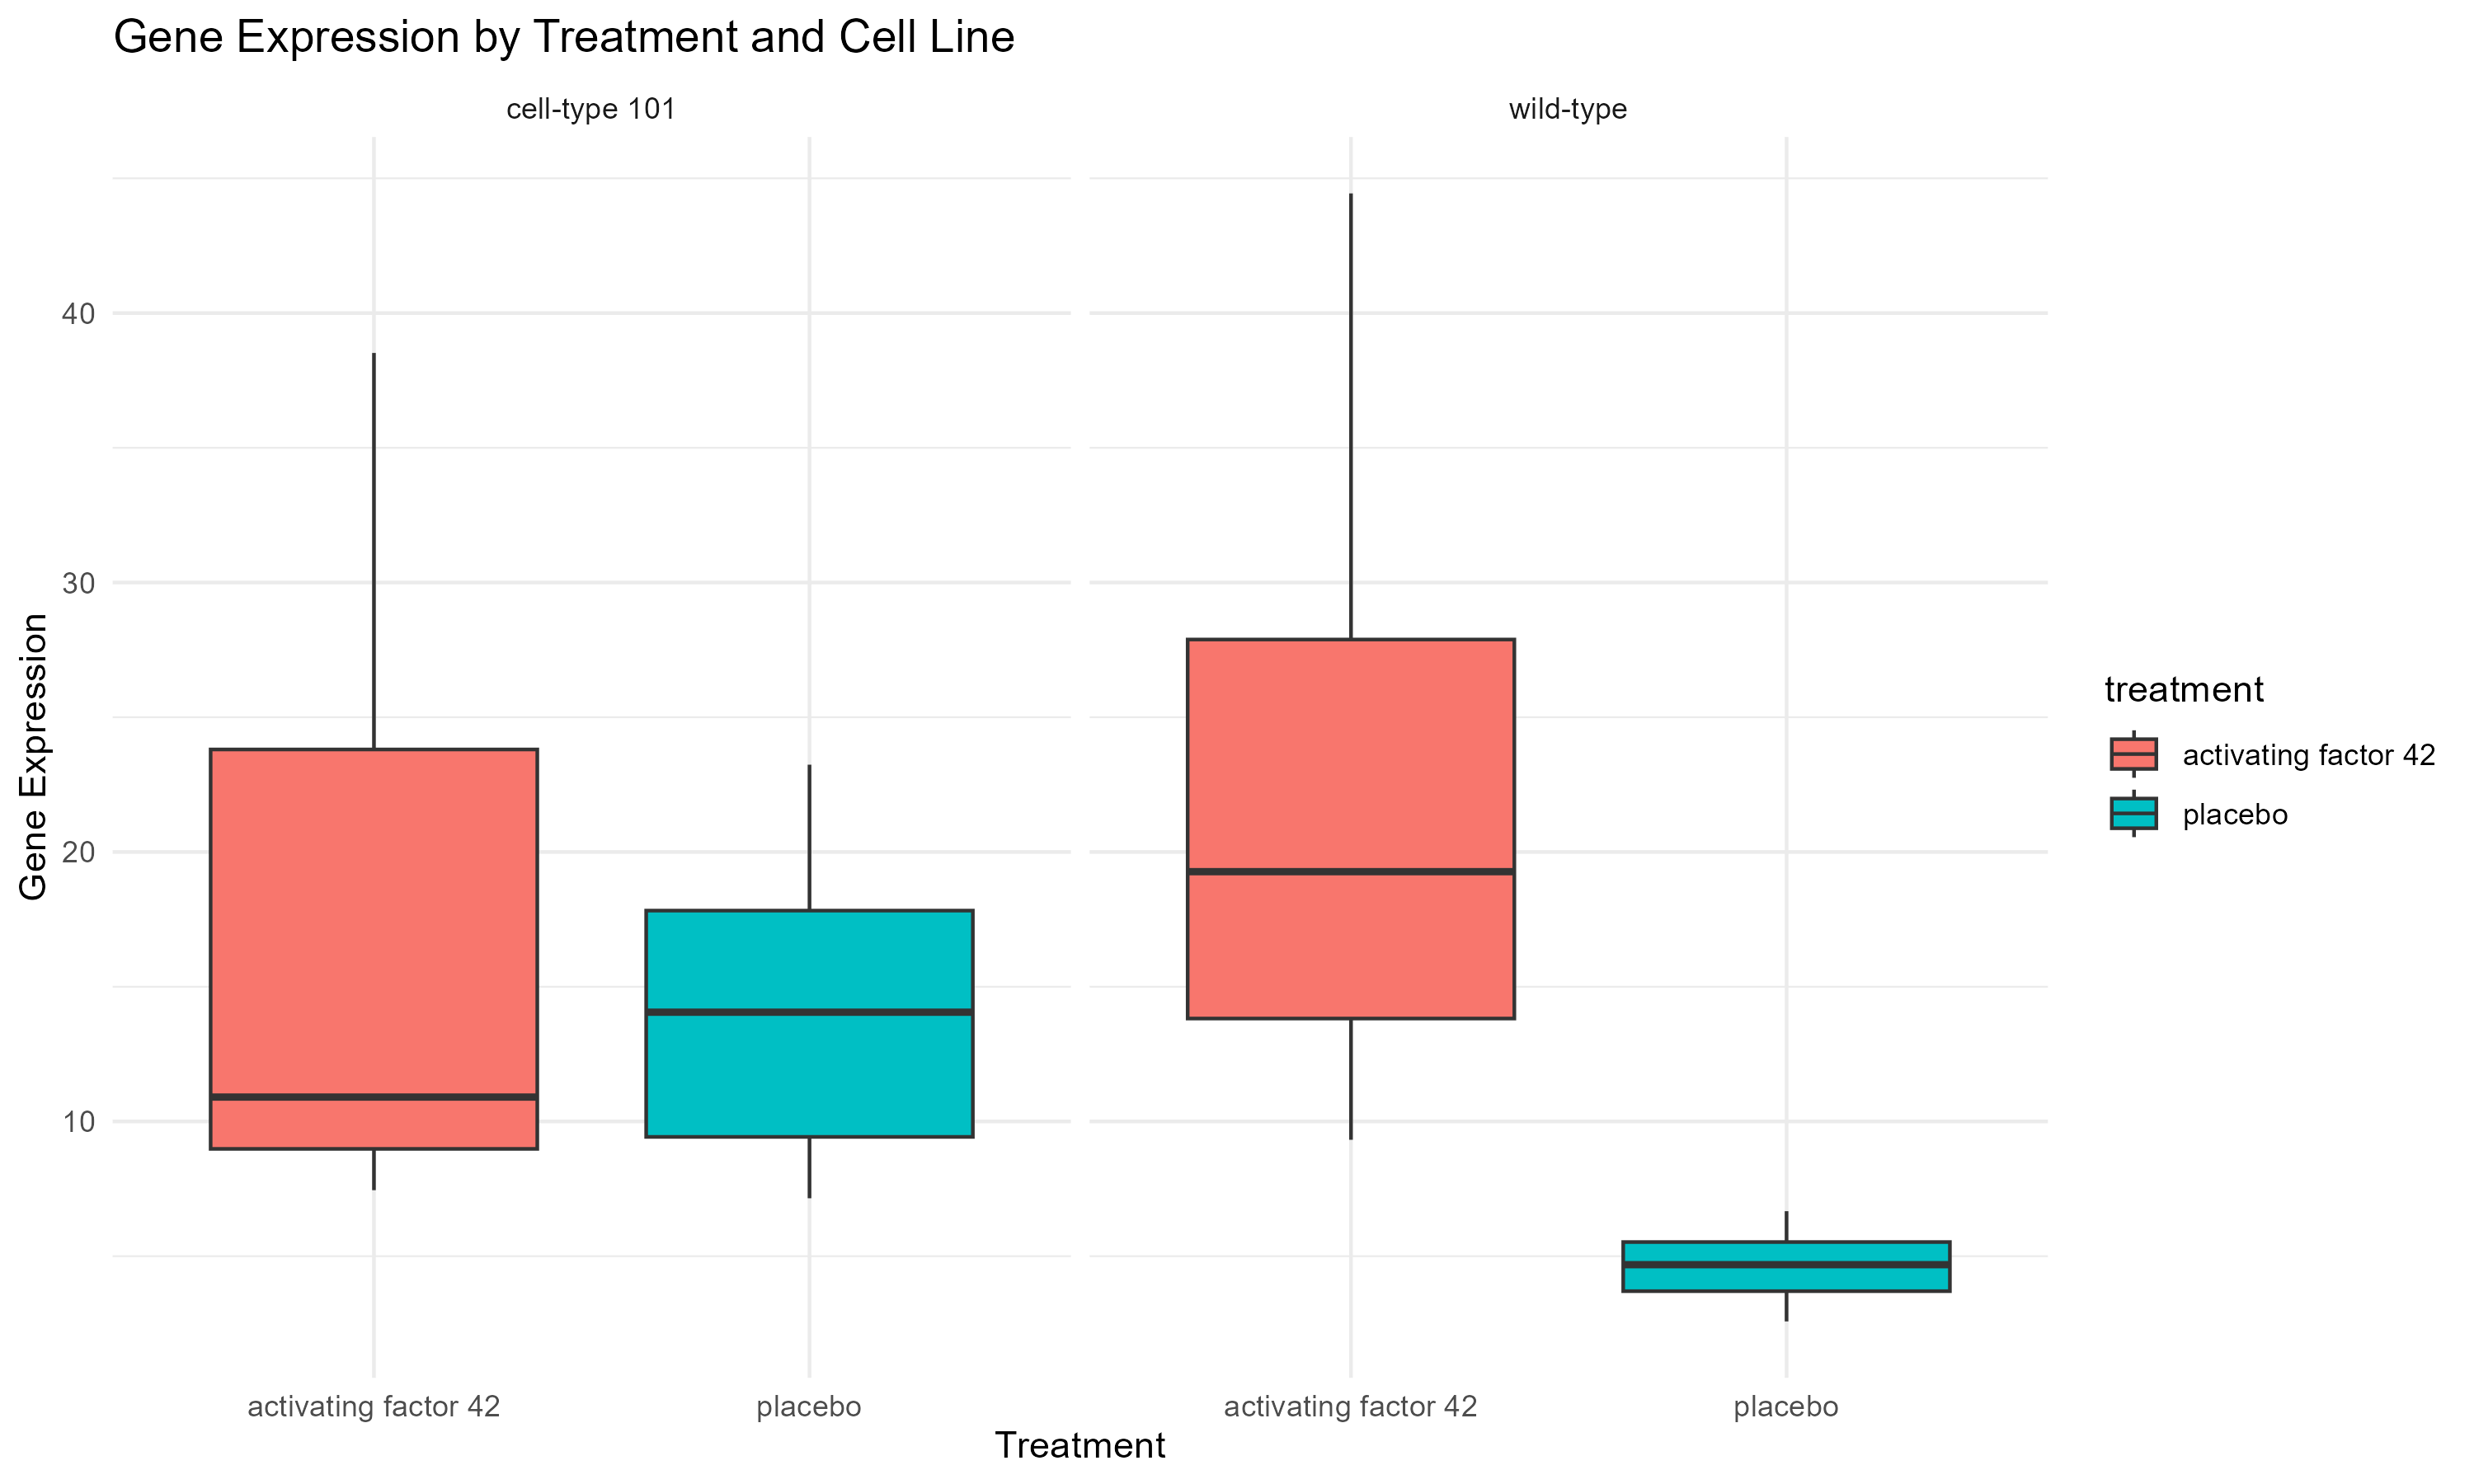 Gene Expression by Treatment and Cell Line
cell-type 101
wild-type
Gene Expression
40
30
20
10
activating factor 42
placebo
activating factor 42
placebo
Treatment
treatment
activating factor 42
placebo